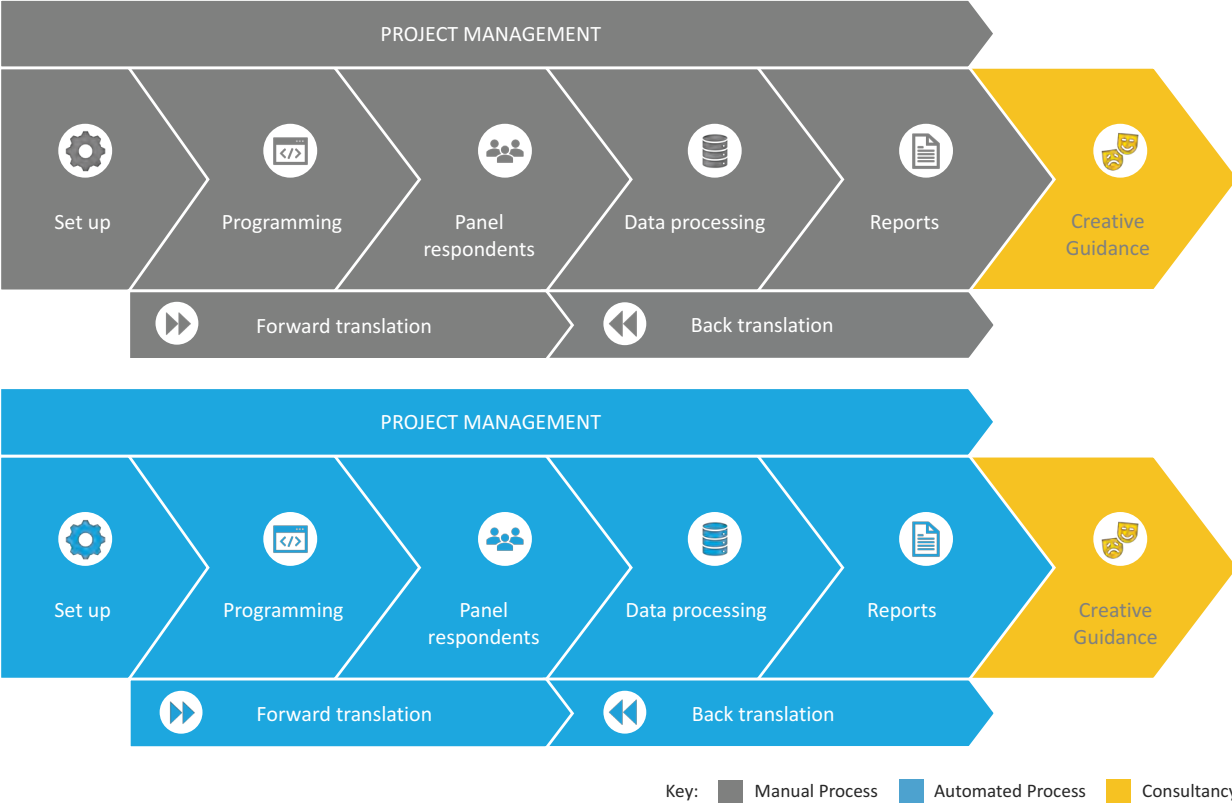 PROJECT MANAGEMENT
</>
Set up
Programming
Panel
respondents
Data processing
Reports
Creative
Guidance
Forward translation
Back translation
PROJECT MANAGEMENT
</>
Set up
Programming
Panel
respondents
Data processing
Reports
Creative
Guidance
Forward translation
Back translation
Key: Manual Process Automated Process Consultancy